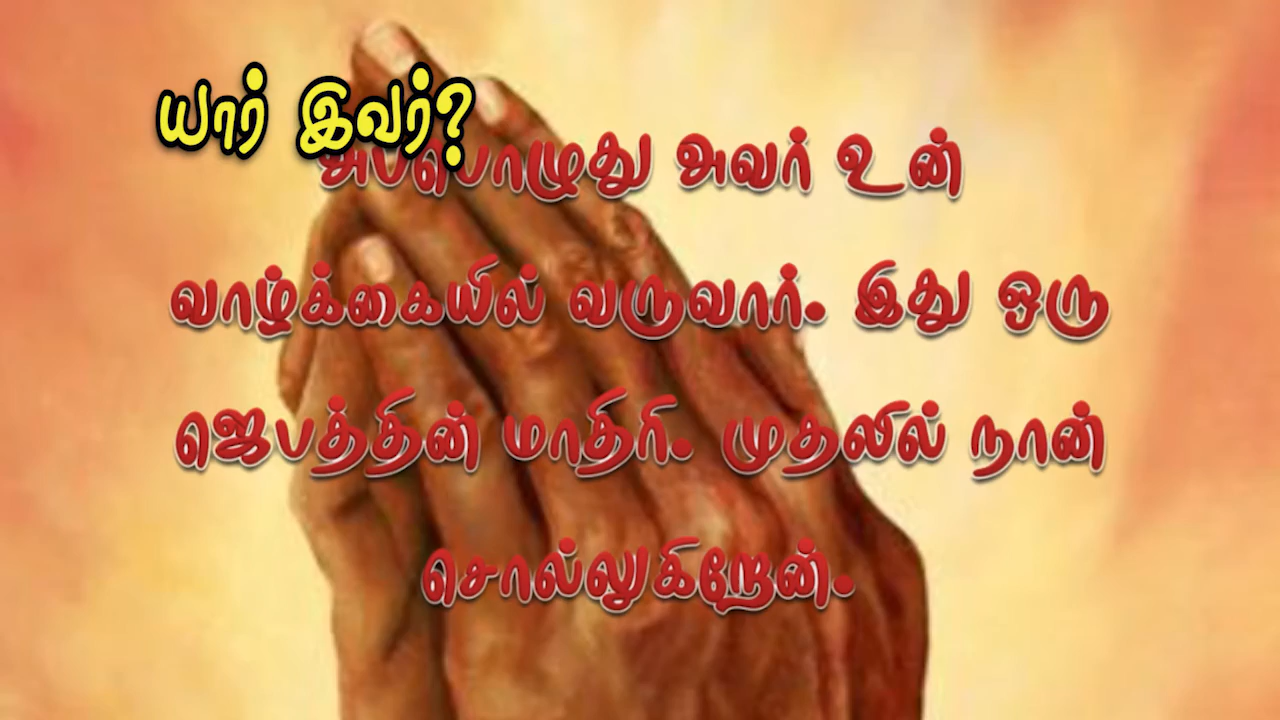 யார் இவர்?
அப்பொழுது அவர் உன்
வாழ்க்கையில் வருவார். இது ஒரு
ஜெபத்தின் மாதிரி. முதலில் நான்
சொல்லுகிறேன்.